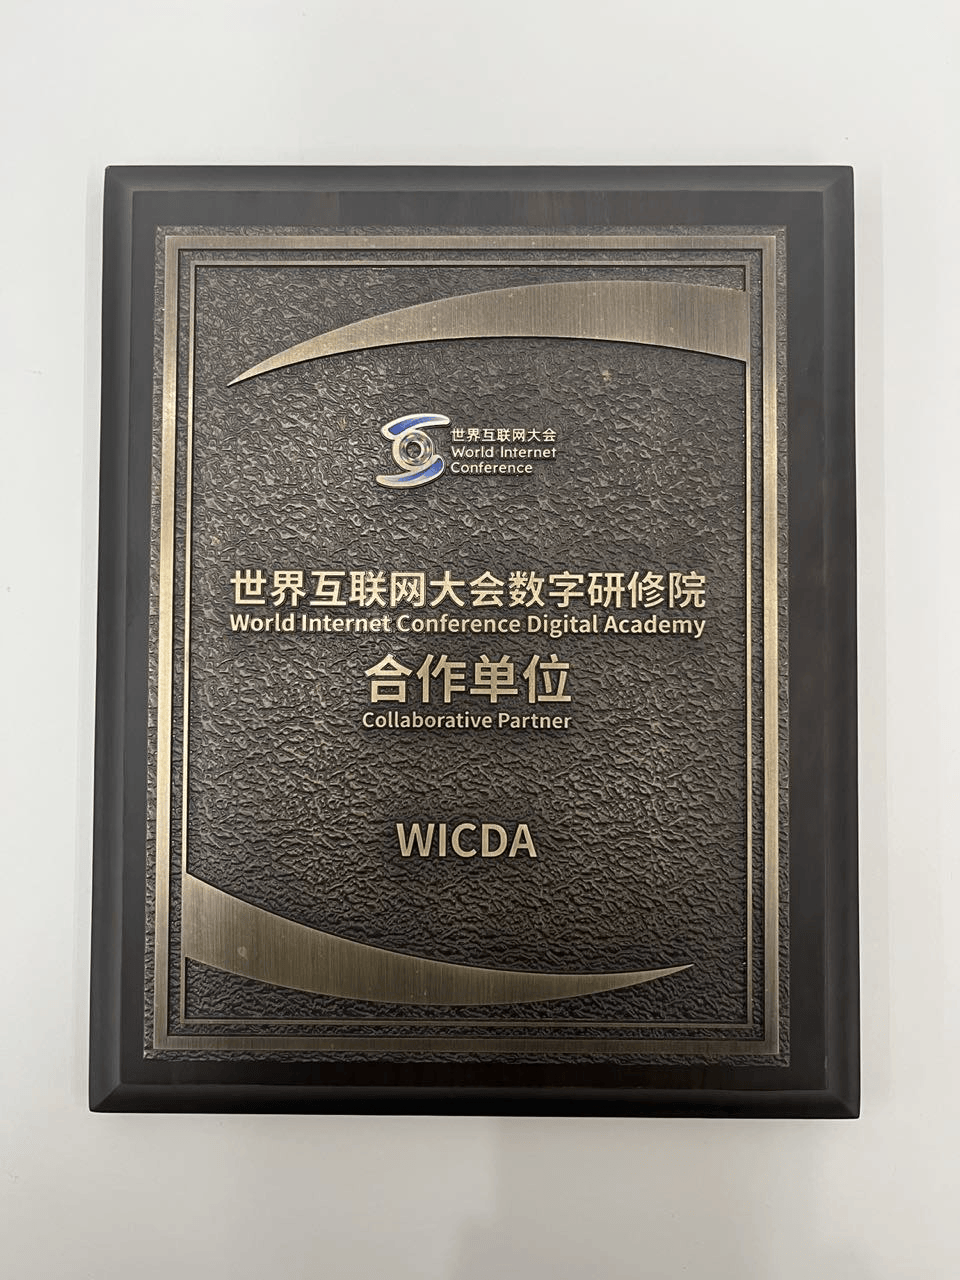 世界互联网大会
World Internet
Conference
世界互联网大会数字研修院
World Internet Conference Digital Academy
合作单位
Collaborative Partner
WICDA